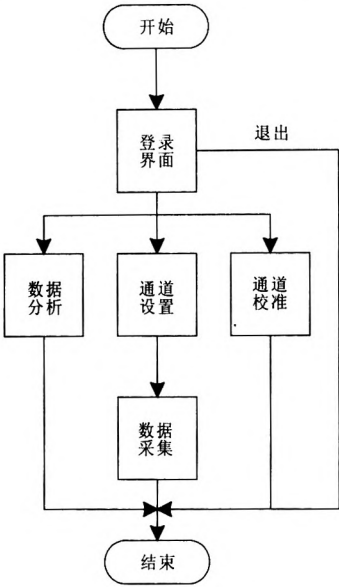 开始
登录
界面
退出
数据
分析
通道
设置
通道
校准
数据
采集
结束